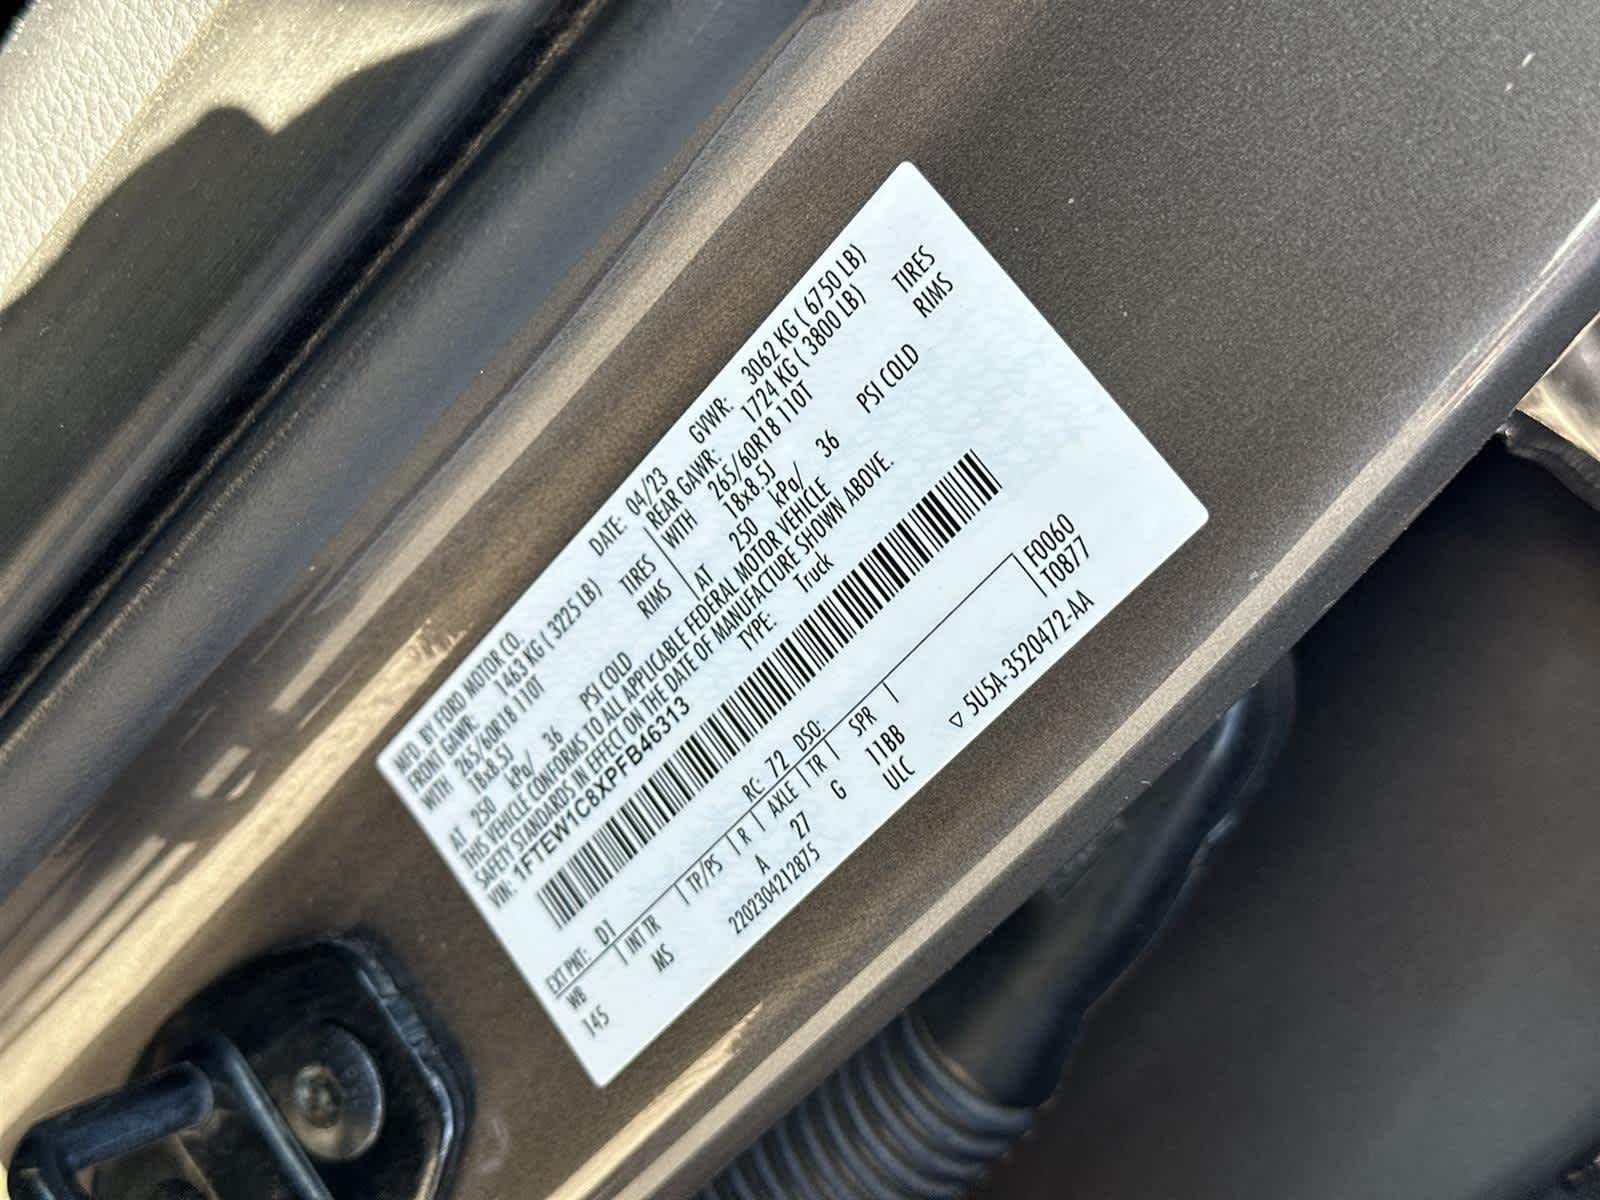 MFD. BY FORD MOTOR CO.
DATE: 04/23 GVWR: 3062 KG ( 6750 LB)
FRONT GAWR: 1463 KG ( 3225 LB) REAR GAWR: 1724 KG ( 3800 LB)
WITH 265/60R18 110T TIRES WITH 265/60R18 110T TIRES
18x8.5J RIMS 18x8.5J RIMS
AT 250 kPa/ 36 PSI COLD AT 250 kPa/ 36 PSI COLD
THIS VEHICLE CONFORMS TO ALL APPLICABLE FEDERAL MOTOR VEHICLE
SAFETY STANDARDS IN EFFECT ON THE DATE OF MANUFACTURE SHOWN ABOVE.
VIN: 1FTEW1C8XPFB46313 TYPE: Truck
EXT PNT: D1 RC: 72 DSO: F0060
WB INT TR TP/PS R AXLE TR SPR T0877
145 MS A 27 G 11BB
2202304212875 ULC
▽ 5U5A-3520472-AA